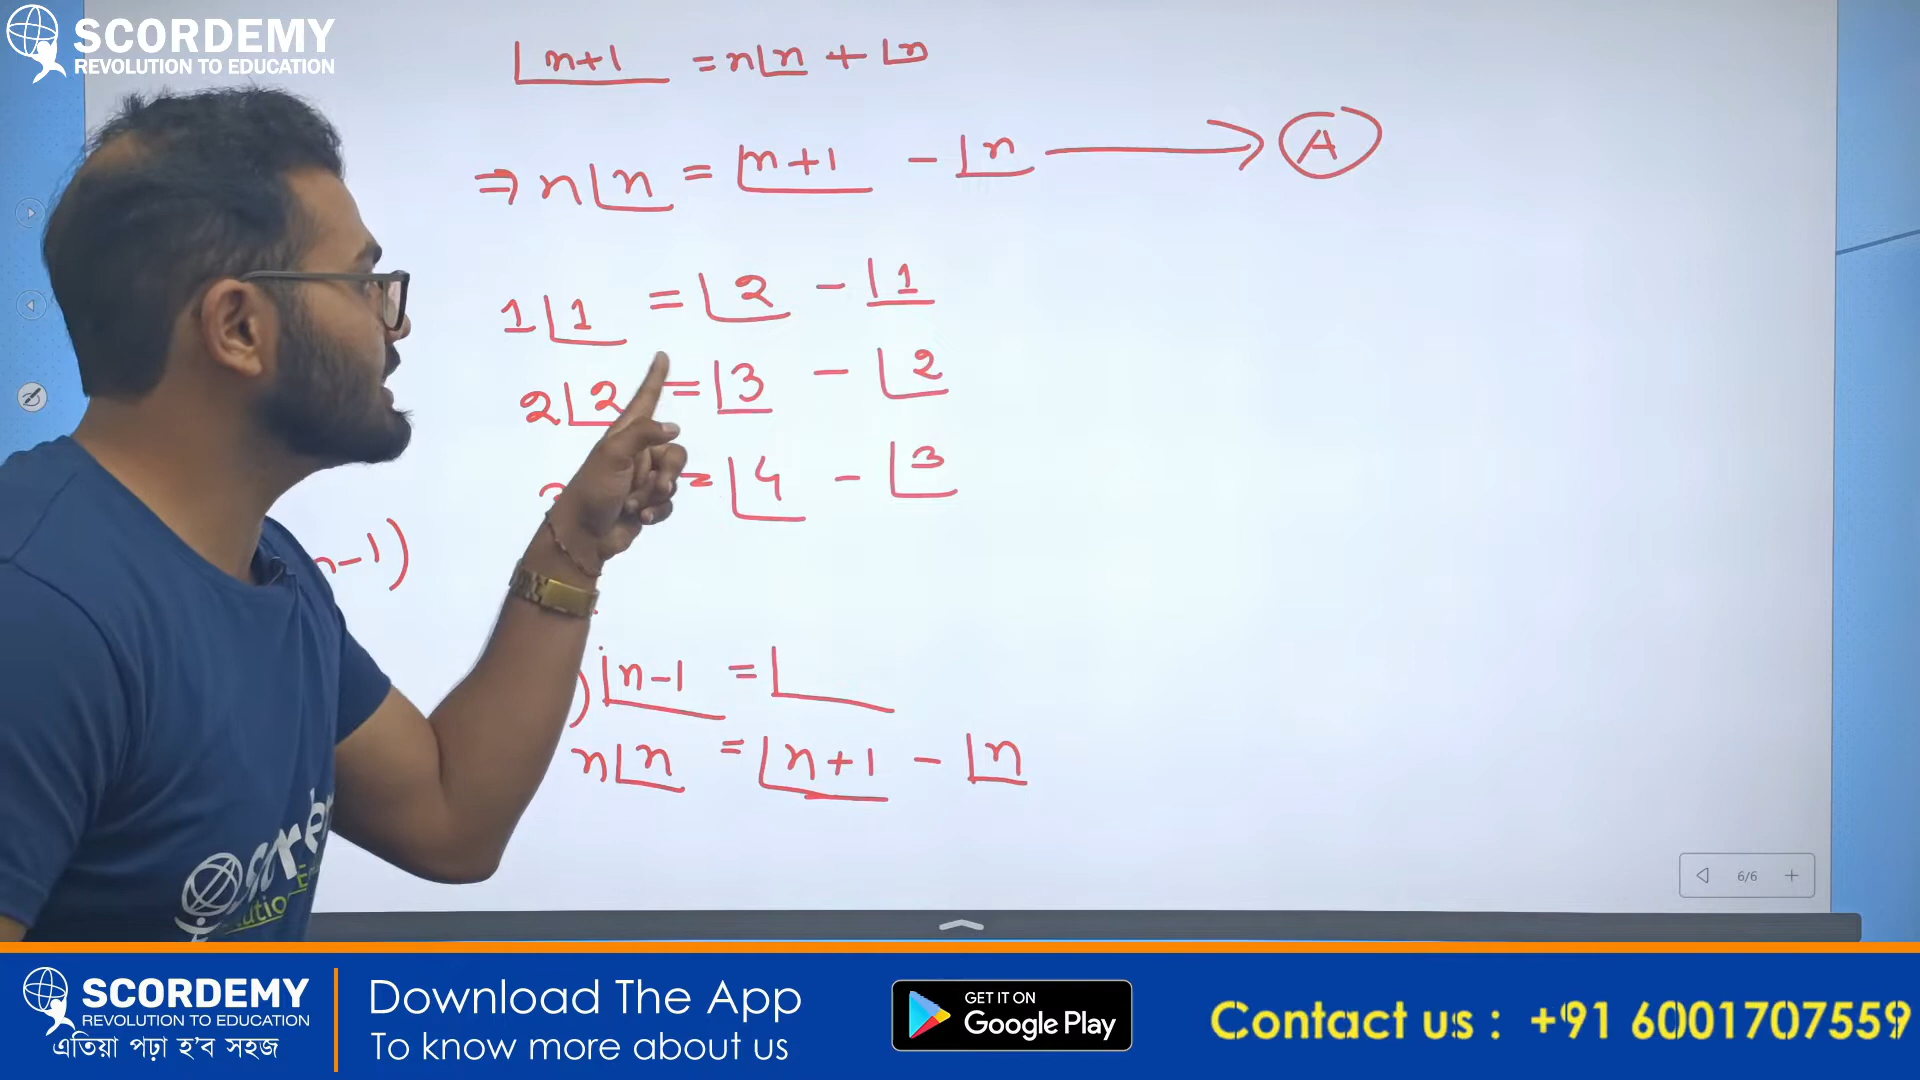 SCORDEMY
REVOLUTION TO EDUCATION
⌊n+1 = n⌊n + ⌊n
⇒ n⌊n = ⌊n+1 - ⌊n → A
1⌊1 = ⌊2 - ⌊1
2⌊2 = ⌊3 - ⌊2
= ⌊4 - ⌊3
n-1)
)⌊n-1 = ⌊
n⌊n = ⌊n+1 - ⌊n
6/6
SCORDEMY
REVOLUTION TO EDUCATION
এতিয়া পঢ়া হ'ব সহজ
Download The App
To know more about us
GET IT ON
Google Play
Contact us : +91 6001707559